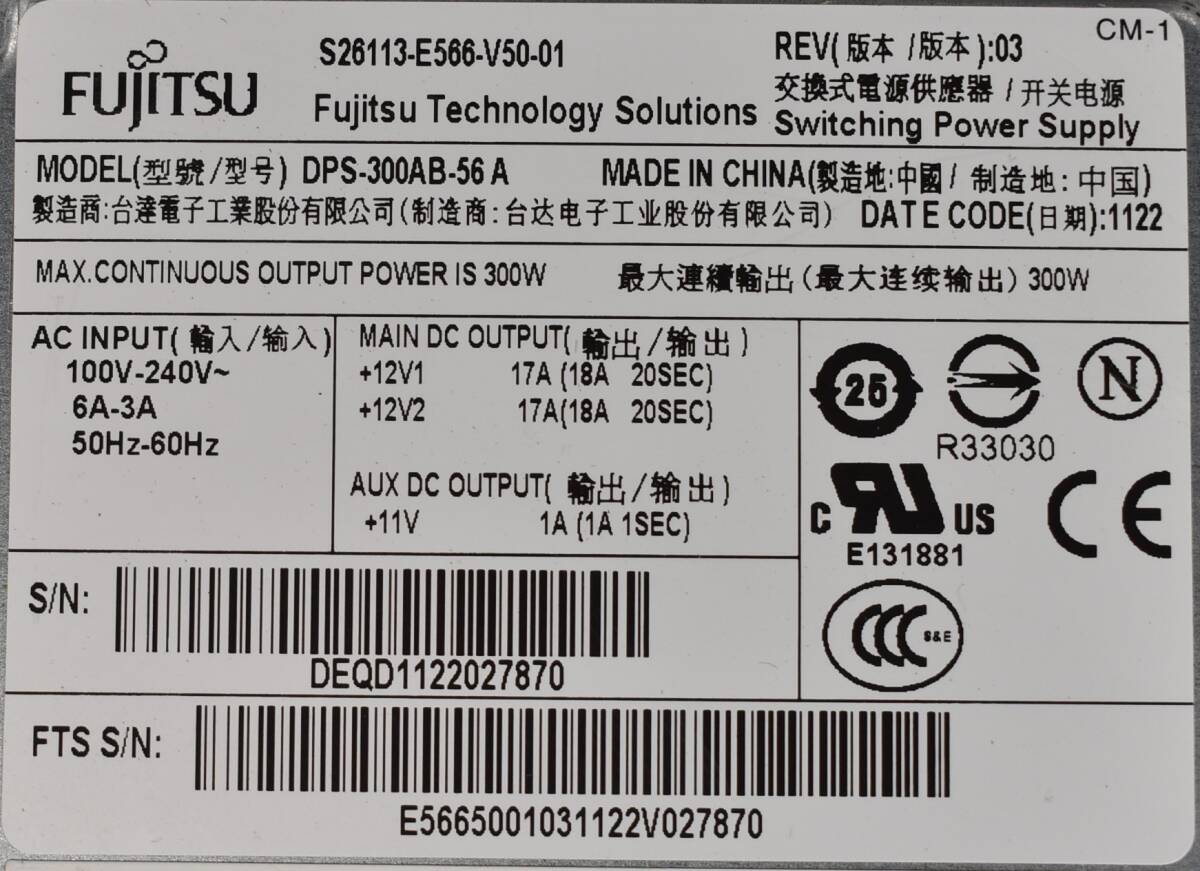 CM-1
FUJITSU
S26113-E566-V50-01
Fujitsu Technology Solutions
REV(版本/版本):03
交換式電源供應器/开关电源
Switching Power Supply
MODEL(型號/型号) DPS-300AB-56 A MADE IN CHINA(製造地:中國/ 制造地:中国)
製造商:台達電子工業股份有限公司(制造商:台达电子工业股份有限公司) DATE CODE(日期):1122
MAX.CONTINUOUS OUTPUT POWER IS 300W 最大連續輸出(最大连续输出) 300W
AC INPUT(輸入/输入)
100V-240V~
6A-3A
50Hz-60Hz
MAIN DC OUTPUT(輸出/输出)
+12V1 17A (18A 20SEC)
+12V2 17A(18A 20SEC)
AUX DC OUTPUT(輸出/输出)
+11V 1A (1A 1SEC)
25
R33030
N
C RU US
E131881
CE
CCC S&E
S/N:
DEQD1122027870
FTS S/N:
E5665001031122V027870